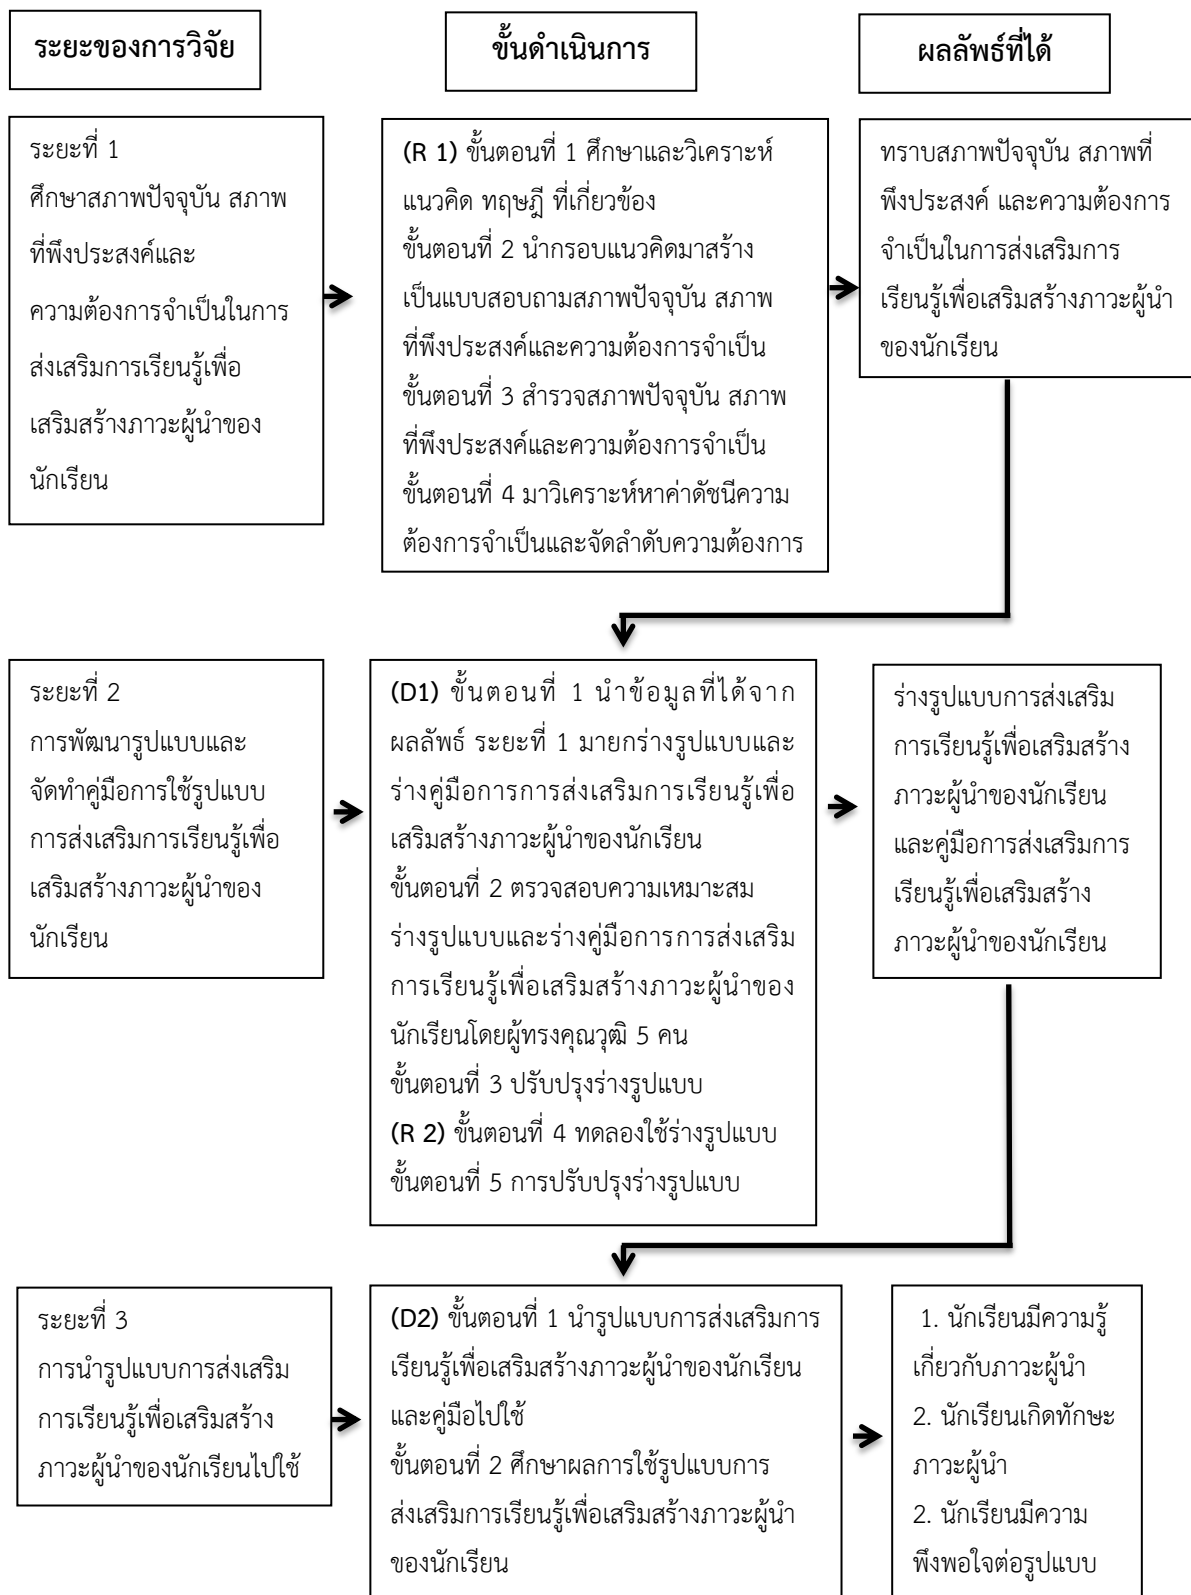 ระยะของการวิจัย
ขั้นดำเนินการ
ผลลัพธ์ที่ได้
ระยะที่ 1
ศึกษาสภาพปัจจุบัน สภาพ
ที่พึงประสงค์และ
ความต้องการจำเป็นในการ
ส่งเสริมการเรียนรู้เพื่อ
เสริมสร้างภาวะผู้นำของ
นักเรียน
(R 1) ขั้นตอนที่ 1 ศึกษาและวิเคราะห์
แนวคิด ทฤษฎี ที่เกี่ยวข้อง
ขั้นตอนที่ 2 นำกรอบแนวคิดมาสร้าง
เป็นแบบสอบถามสภาพปัจจุบัน สภาพ
ที่พึงประสงค์และความต้องการจำเป็น
ขั้นตอนที่ 3 สำรวจสภาพปัจจุบัน สภาพ
ที่พึงประสงค์และความต้องการจำเป็น
ขั้นตอนที่ 4 มาวิเคราะห์หาค่าดัชนีความ
ต้องการจำเป็นและจัดลำดับความต้องการ
ทราบสภาพปัจจุบัน สภาพที่
พึงประสงค์ และความต้องการ
จำเป็นในการส่งเสริมการ
เรียนรู้เพื่อเสริมสร้างภาวะผู้นำ
ของนักเรียน
ระยะที่ 2
การพัฒนารูปแบบและ
จัดทำคู่มือการใช้รูปแบบ
การส่งเสริมการเรียนรู้เพื่อ
เสริมสร้างภาวะผู้นำของ
นักเรียน
(D1) ขั้นตอนที่ 1 นำข้อมูลที่ได้จาก
ผลลัพธ์ ระยะที่ 1 มายกร่างรูปแบบและ
ร่างคู่มือการการส่งเสริมการเรียนรู้เพื่อ
เสริมสร้างภาวะผู้นำของนักเรียน
ขั้นตอนที่ 2 ตรวจสอบความเหมาะสม
ร่างรูปแบบและร่างคู่มือการการส่งเสริม
การเรียนรู้เพื่อเสริมสร้างภาวะผู้นำของ
นักเรียนโดยผู้ทรงคุณวุฒิ 5 คน
ขั้นตอนที่ 3 ปรับปรุงร่างรูปแบบ
(R 2) ขั้นตอนที่ 4 ทดลองใช้ร่างรูปแบบ
ขั้นตอนที่ 5 การปรับปรุงร่างรูปแบบ
ร่างรูปแบบการส่งเสริม
การเรียนรู้เพื่อเสริมสร้าง
ภาวะผู้นำของนักเรียน
และคู่มือการส่งเสริมการ
เรียนรู้เพื่อเสริมสร้าง
ภาวะผู้นำของนักเรียน
ระยะที่ 3
การนำรูปแบบการส่งเสริม
การเรียนรู้เพื่อเสริมสร้าง
ภาวะผู้นำของนักเรียนไปใช้
(D2) ขั้นตอนที่ 1 นำรูปแบบการส่งเสริมการ
เรียนรู้เพื่อเสริมสร้างภาวะผู้นำของนักเรียน
และคู่มือไปใช้
ขั้นตอนที่ 2 ศึกษาผลการใช้รูปแบบการ
ส่งเสริมการเรียนรู้เพื่อเสริมสร้างภาวะผู้นำ
ของนักเรียน
1. นักเรียนมีความรู้
เกี่ยวกับภาวะผู้นำ
2. นักเรียนเกิดทักษะ
ภาวะผู้นำ
2. นักเรียนมีความ
พึงพอใจต่อรูปแบบ